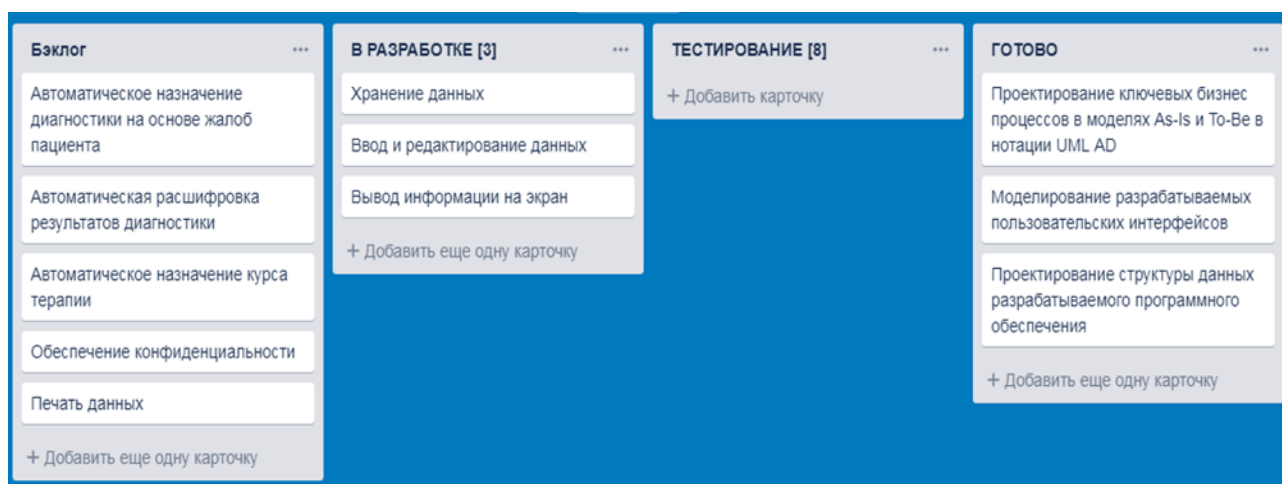 Бэклог
Автоматическое назначение
диагностики на основе жалоб
пациента
Автоматическая расшифровка
результатов диагностики
Автоматическое назначение курса
терапии
Обеспечение конфиденциальности
Печать данных
+ Добавить еще одну карточку
В РАЗРАБОТКЕ [3]
Хранение данных
Ввод и редактирование данных
Вывод информации на экран
+ Добавить еще одну карточку
ТЕСТИРОВАНИЕ [8]
+ Добавить карточку
ГОТОВО
Проектирование ключевых бизнес
процессов в моделях As-Is и To-Be в
нотации UML AD
Моделирование разрабатываемых
пользовательских интерфейсов
Проектирование структуры данных
разрабатываемого программного
обеспечения
+ Добавить еще одну карточку